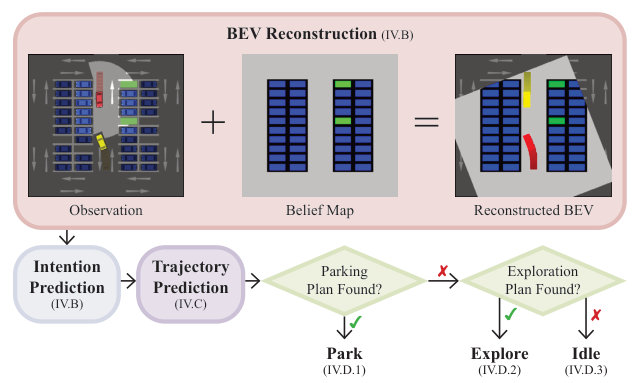 BEV Reconstruction (IV.B)
+
=
Observation
Belief Map
Reconstructed BEV
Intention
Prediction
(IV.B)
Trajectory
Prediction
(IV.C)
Parking
Plan Found?
✗
Exploration
Plan Found?
✓
✓
✗
Park
(IV.D.1)
Explore
(IV.D.2)
Idle
(IV.D.3)